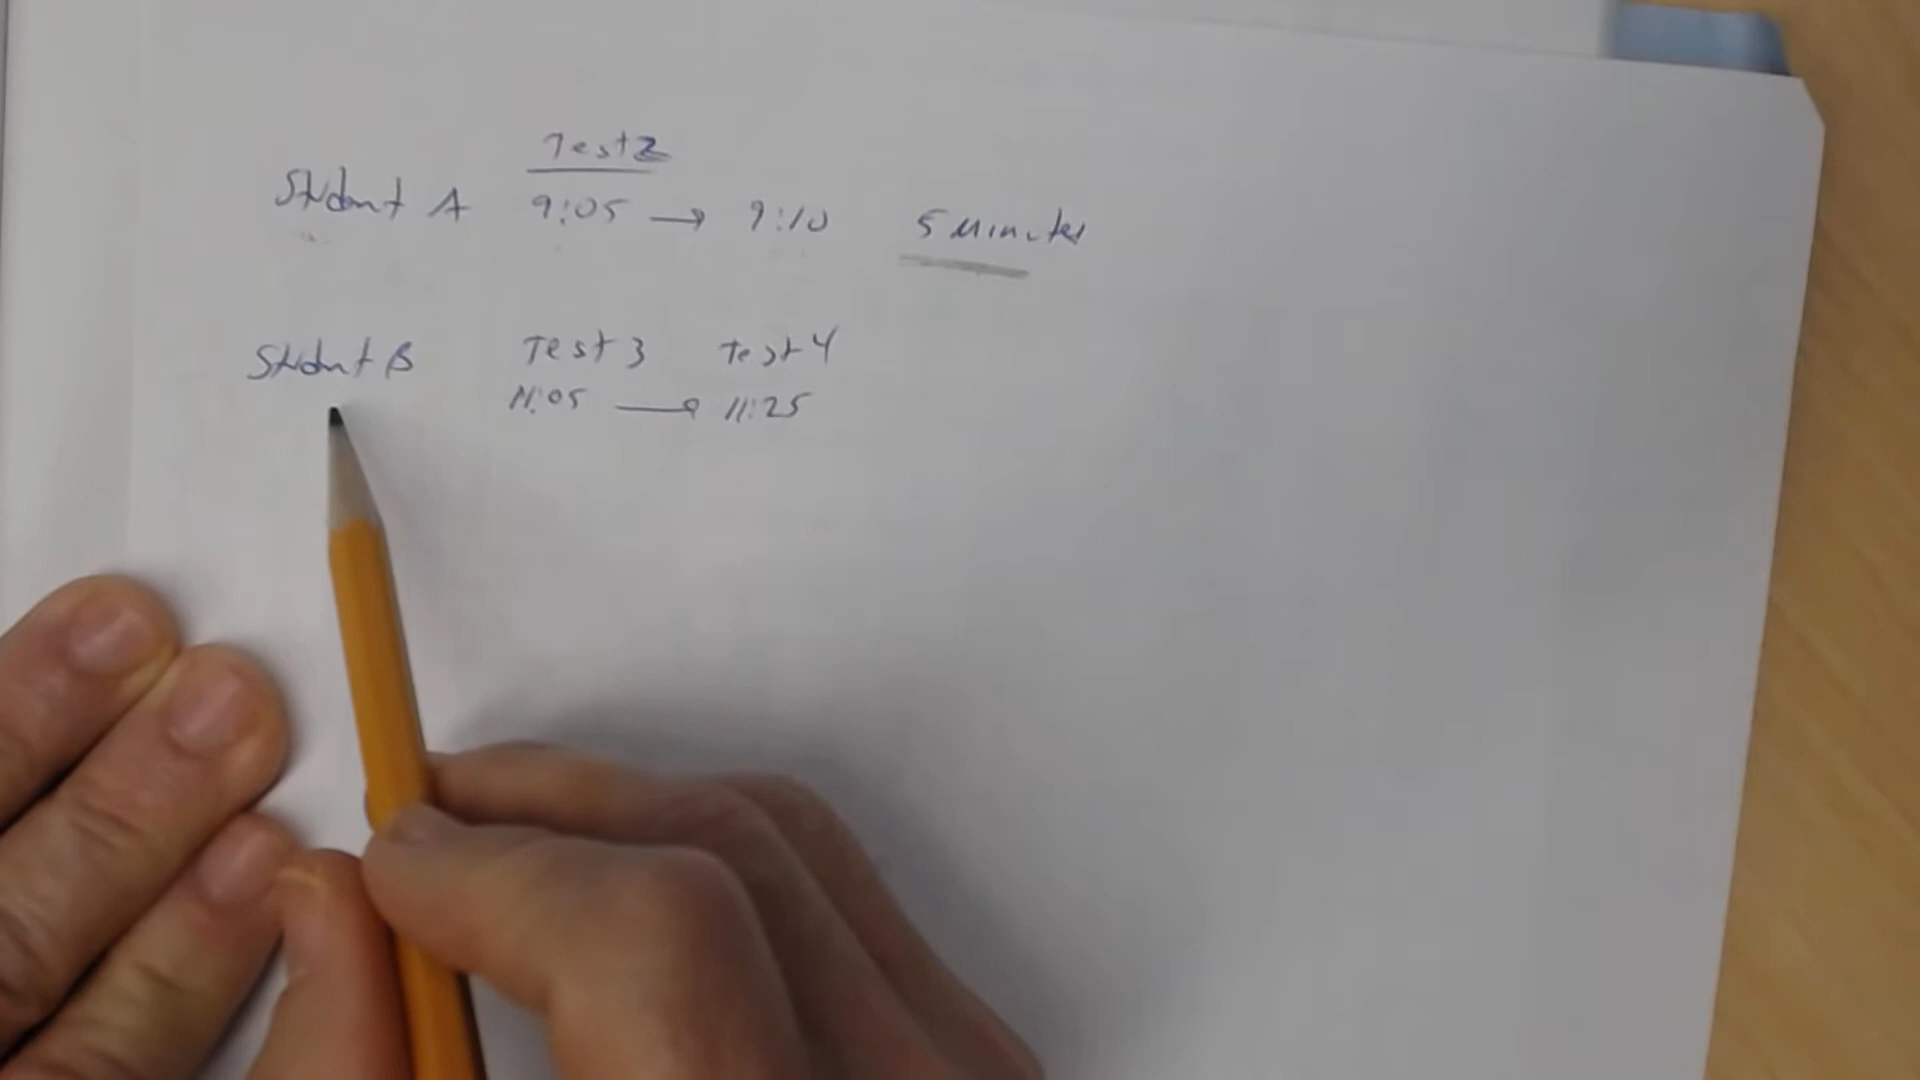 Test 2
Student A 9:05 → 9:10 5 Minutes
Student B Test 3 Test 4
11:05 → 11:25